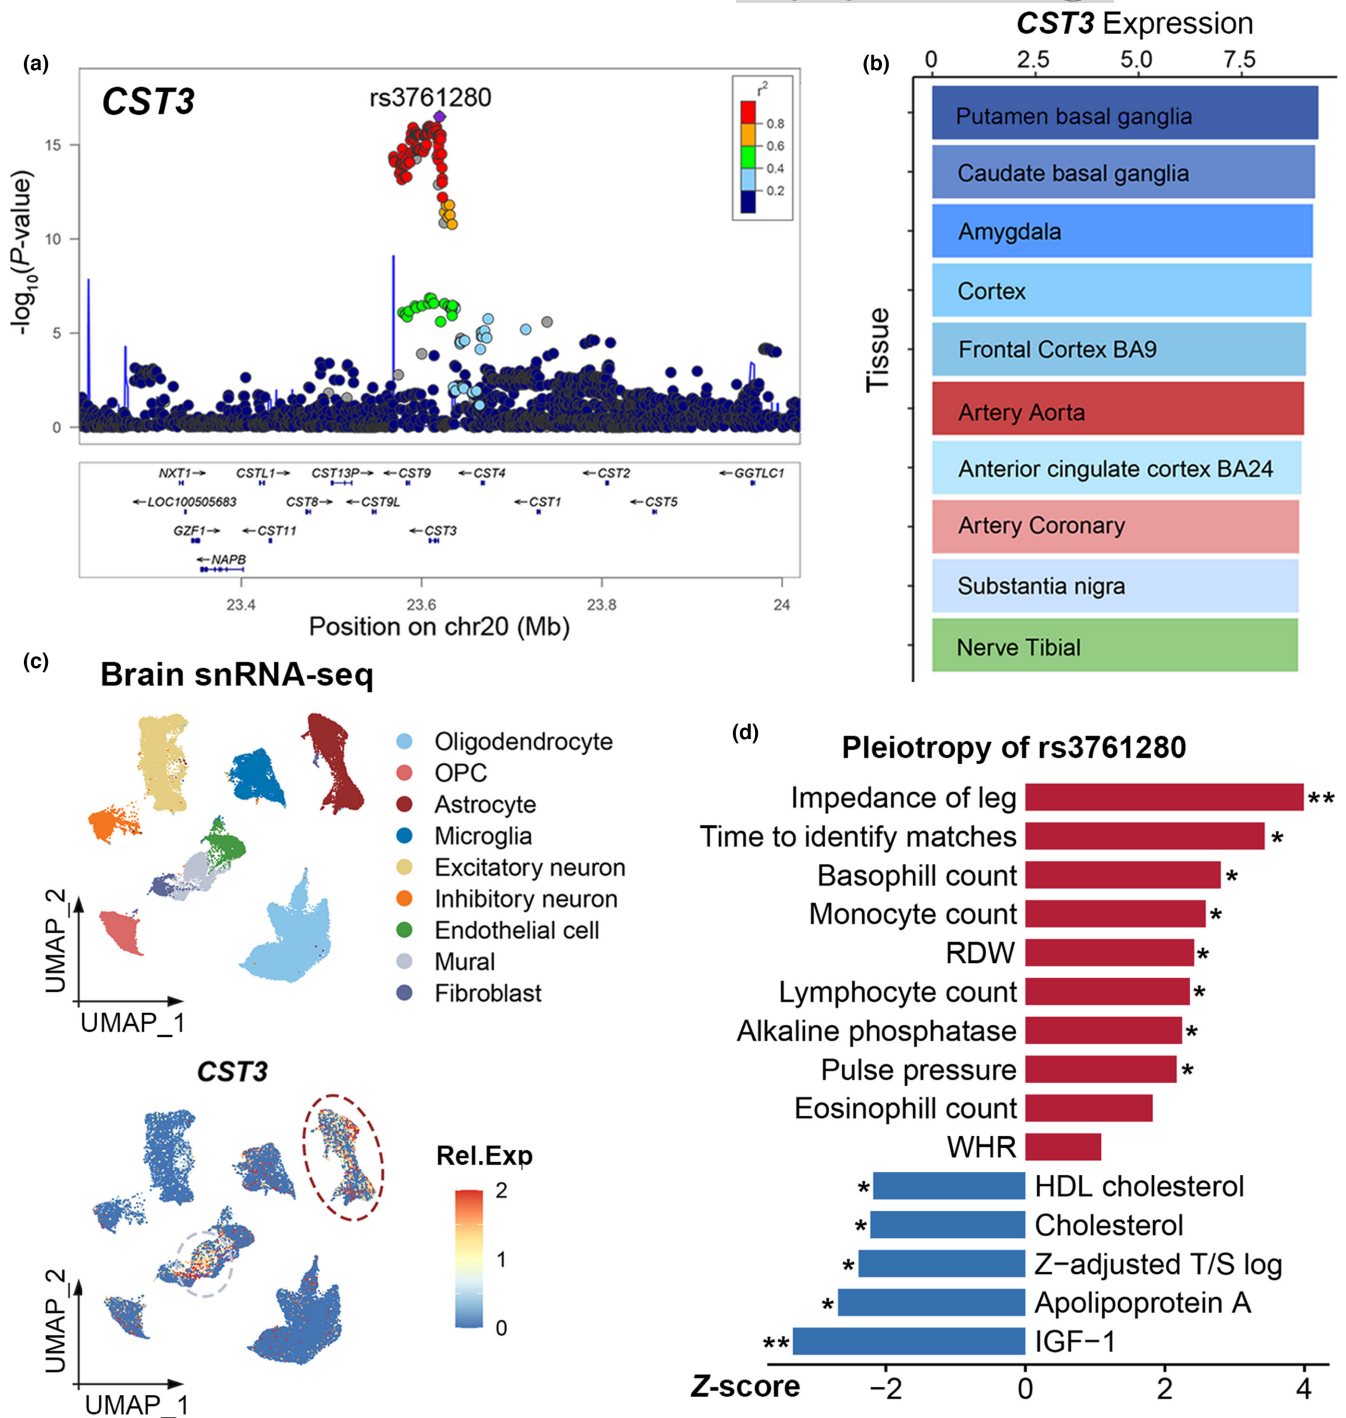 (a)
CST3
rs3761280
r²
0.8
0.6
0.4
0.2
-log₁₀(P-value)
15
10
5
0
NXT1
CSTL1
CST13P
CST9
CST4
CST2
GGTLC1
LOC100505683
CST8
CST9L
CST1
CST5
GZF1
CST11
CST3
NAPB
23.4
23.6
23.8
24
Position on chr20 (Mb)
(b)
CST3 Expression
0
2.5
5.0
7.5
Tissue
Putamen basal ganglia
Caudate basal ganglia
Amygdala
Cortex
Frontal Cortex BA9
Artery Aorta
Anterior cingulate cortex BA24
Artery Coronary
Substantia nigra
Nerve Tibial
(c)
Brain snRNA-seq
Oligodendrocyte
OPC
Astrocyte
Microglia
Excitatory neuron
Inhibitory neuron
Endothelial cell
Mural
Fibroblast
UMAP_2
UMAP_1
CST3
Rel.Exp
2
1
0
UMAP_2
UMAP_1
(d)
Pleiotropy of rs3761280
Impedance of leg **
Time to identify matches *
Basophill count *
Monocyte count *
RDW *
Lymphocyte count *
Alkaline phosphatase *
Pulse pressure *
Eosinophill count
WHR
* HDL cholesterol
* Cholesterol
* Z−adjusted T/S log
* Apolipoprotein A
** IGF−1
Z-score
−2
0
2
4